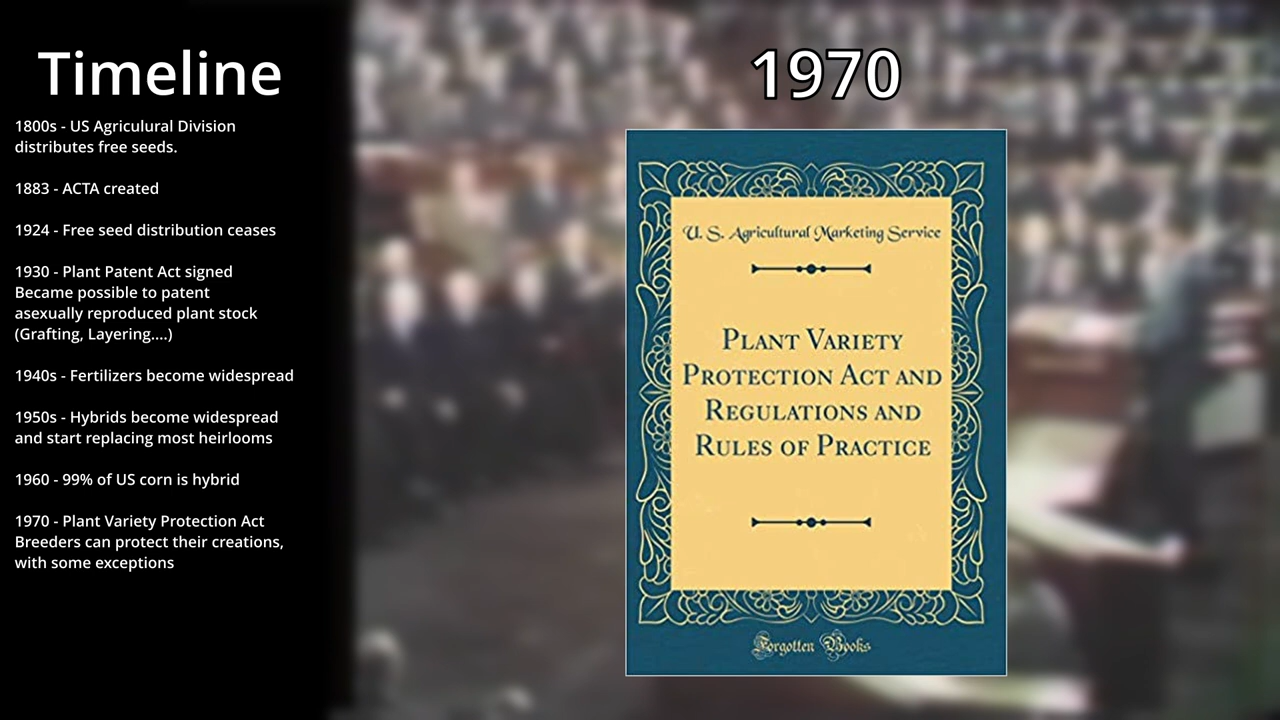 Timeline
1800s - US Agriculural Division
distributes free seeds.
1883 - ACTA created
1924 - Free seed distribution ceases
1930 - Plant Patent Act signed
Became possible to patent
asexually reproduced plant stock
(Grafting, Layering....)
1940s - Fertilizers become widespread
1950s - Hybrids become widespread
and start replacing most heirlooms
1960 - 99% of US corn is hybrid
1970 - Plant Variety Protection Act
Breeders can protect their creations,
with some exceptions
1970
U. S. Agricultural Marketing Service
Plant Variety
Protection Act and
Regulations and
Rules of Practice
Forgotten Books